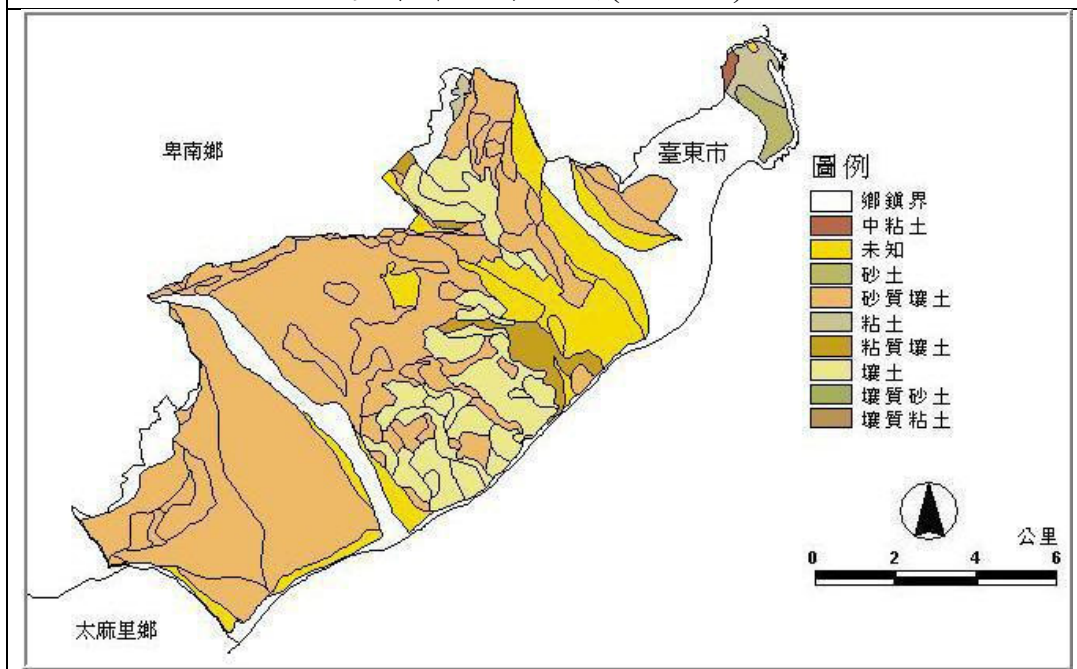 卑南鄉
臺東市
圖例
鄉鎮界
中粘土
未知
砂土
砂質壤土
粘土
粘質壤土
壤土
壤質砂土
壤質粘土
公里
0 2 4 6
太麻里鄉